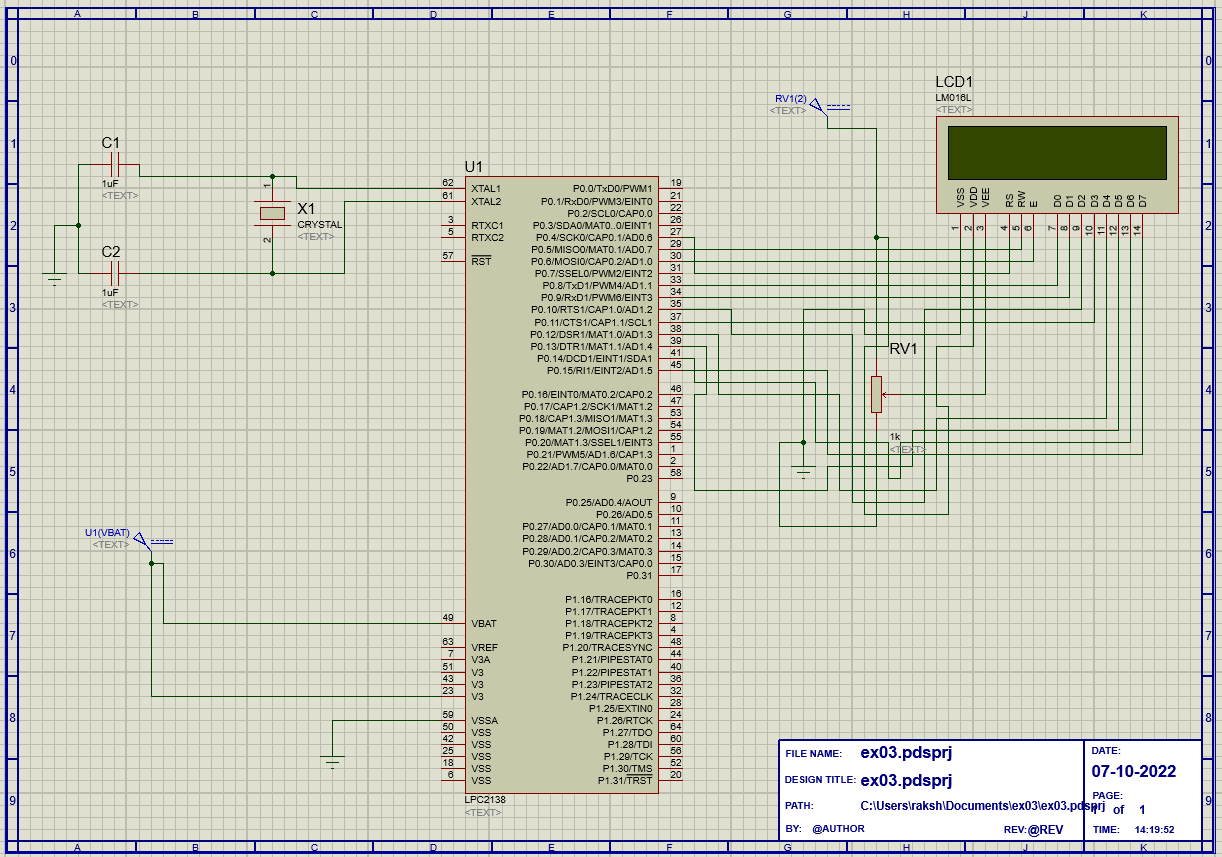 A B C D E F G H J K
0 0
1 1
2 2
3 3
4 4
5 5
6 6
7 7
8 8
9 9
LCD1
LM016L
<TEXT>
VSS VDD VEE RS RW E D0 D1 D2 D3 D4 D5 D6 D7
1 2 3 4 5 6 7 8 9 10 11 12 13 14
RV1(2)
<TEXT>
C1
1uF
<TEXT>
C2
1uF
<TEXT>
X1
CRYSTAL
<TEXT>
1
2
RV1
1k
<TEXT>
U1(VBAT)
<TEXT>
U1
62 XTAL1
61 XTAL2
3 RTXC1
5 RTXC2
57 RST
49 VBAT
63 VREF
7 V3A
51 V3
43 V3
23 V3
59 VSSA
50 VSS
42 VSS
25 VSS
18 VSS
6 VSS
P0.0/TxD0/PWM1 19
P0.1/RxD0/PWM3/EINT0 21
P0.2/SCL0/CAP0.0 22
P0.3/SDA0/MAT0..0/EINT1 26
P0.4/SCK0/CAP0.1/AD0.6 27
P0.5/MISO0/MAT0.1/AD0.7 29
P0.6/MOSI0/CAP0.2/AD1.0 30
P0.7/SSEL0/PWM2/EINT2 31
P0.8/TxD1/PWM4/AD1.1 33
P0.9/RxD1/PWM6/EINT3 34
P0.10/RTS1/CAP1.0/AD1.2 35
P0.11/CTS1/CAP1.1/SCL1 37
P0.12/DSR1/MAT1.0/AD1.3 38
P0.13/DTR1/MAT1.1/AD1.4 39
P0.14/DCD1/EINT1/SDA1 41
P0.15/RI1/EINT2/AD1.5 45
P0.16/EINT0/MAT0.2/CAP0.2 46
P0.17/CAP1.2/SCK1/MAT1.2 47
P0.18/CAP1.3/MISO1/MAT1.3 53
P0.19/MAT1.2/MOSI1/CAP1.2 54
P0.20/MAT1.3/SSEL1/EINT3 55
P0.21/PWM5/AD1.6/CAP1.3 1
P0.22/AD1.7/CAP0.0/MAT0.0 2
P0.23 58
P0.25/AD0.4/AOUT 9
P0.26/AD0.5 10
P0.27/AD0.0/CAP0.1/MAT0.1 11
P0.28/AD0.1/CAP0.2/MAT0.2 13
P0.29/AD0.2/CAP0.3/MAT0.3 14
P0.30/AD0.3/EINT3/CAP0.0 15
P0.31 17
P1.16/TRACEPKT0 16
P1.17/TRACEPKT1 12
P1.18/TRACEPKT2 8
P1.19/TRACEPKT3 4
P1.20/TRACESYNC 48
P1.21/PIPESTAT0 44
P1.22/PIPESTAT1 40
P1.23/PIPESTAT2 36
P1.24/TRACECLK 32
P1.25/EXTIN0 28
P1.26/RTCK 24
P1.27/TDO 64
P1.28/TDI 60
P1.29/TCK 56
P1.30/TMS 52
P1.31/TRST 20
LPC2138
<TEXT>
FILE NAME: ex03.pdsprj
DESIGN TITLE: ex03.pdsprj
PATH: C:\Users\raksh\Documents\ex03\ex03.pdsprj
BY: @AUTHOR REV:@REV
DATE:
07-10-2022
PAGE:
1 of 1
TIME: 14:19:52
A B C D E F G H J K